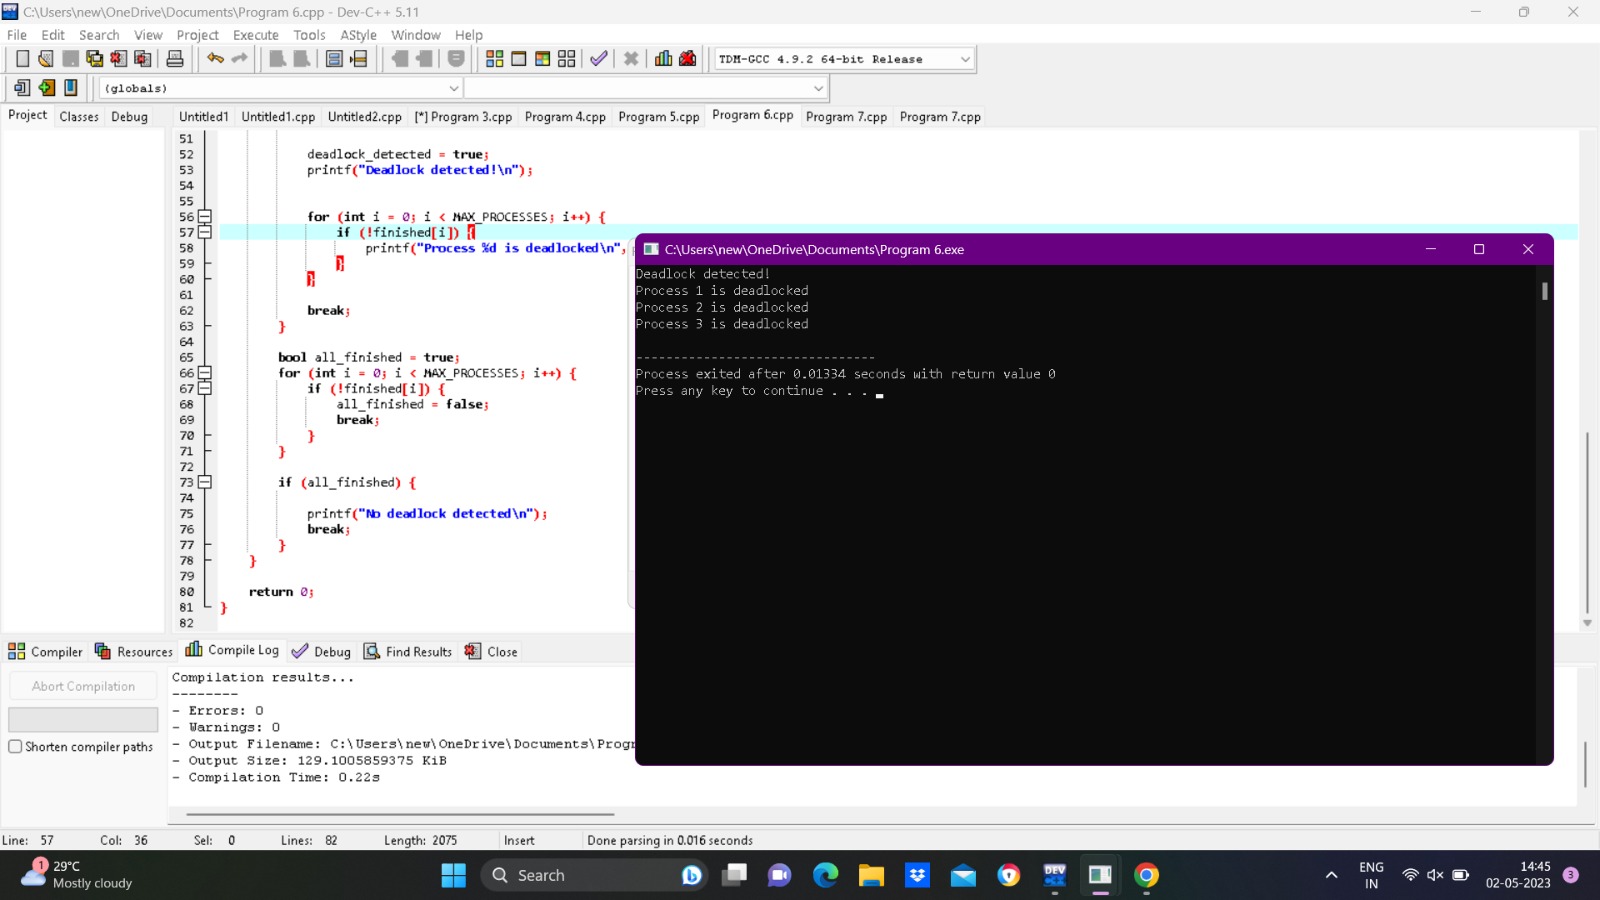 C:\Users\new\OneDrive\Documents\Program 6.cpp - Dev-C++ 5.11
File Edit Search View Project Execute Tools AStyle Window Help
TDM-GCC 4.9.2 64-bit Release
(globals)
Project Classes Debug
Untitled1 Untitled1.cpp Untitled2.cpp [*] Program 3.cpp Program 4.cpp Program 5.cpp Program 6.cpp Program 7.cpp Program 7.cpp
51
52 deadlock_detected = true;
53 printf("Deadlock detected!\n");
54
55
56 for (int i = 0; i < MAX_PROCESSES; i++) {
57 if (!finished[i]) {
58 printf("Process %d is deadlocked\n",
59 }
60 }
61
62 break;
63 }
64
65 bool all_finished = true;
66 for (int i = 0; i < MAX_PROCESSES; i++) {
67 if (!finished[i]) {
68 all_finished = false;
69 break;
70 }
71 }
72
73 if (all_finished) {
74
75 printf("No deadlock detected\n");
76 break;
77 }
78 }
79
80 return 0;
81 }
82
C:\Users\new\OneDrive\Documents\Program 6.exe
Deadlock detected!
Process 1 is deadlocked
Process 2 is deadlocked
Process 3 is deadlocked
--------------------------------
Process exited after 0.01334 seconds with return value 0
Press any key to continue . . .
Compiler Resources Compile Log Debug Find Results Close
Abort Compilation
Shorten compiler paths
Compilation results...
--------
- Errors: 0
- Warnings: 0
- Output Filename: C:\Users\new\OneDrive\Documents\Progr
- Output Size: 129.1005859375 KiB
- Compilation Time: 0.22s
Line: 57 Col: 36 Sel: 0 Lines: 82 Length: 2075 Insert Done parsing in 0.016 seconds
1
29°C
Mostly cloudy
Search
DEV
ENG
IN
14:45
02-05-2023
3